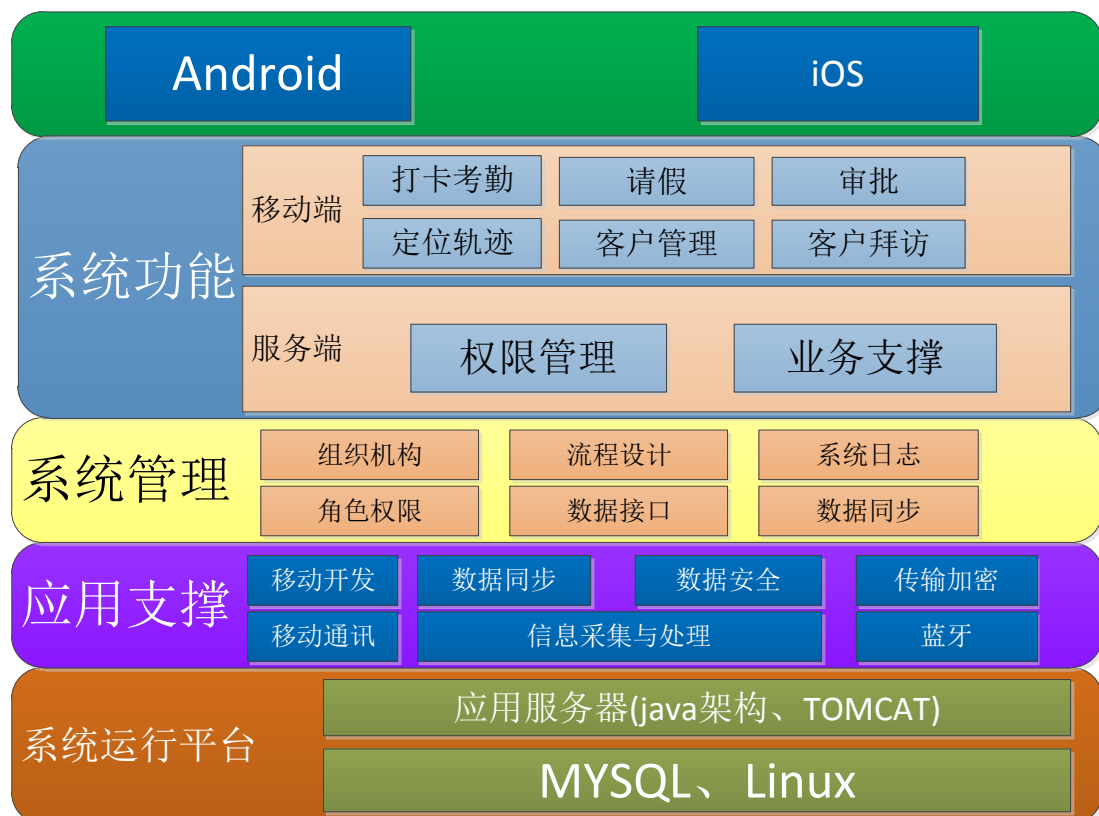 Android
iOS
系统功能
移动端
打卡考勤
请假
审批
定位轨迹
客户管理
客户拜访
服务端
权限管理
业务支撑
系统管理
组织机构
流程设计
系统日志
角色权限
数据接口
数据同步
应用支撑
移动开发
数据同步
数据安全
传输加密
移动通讯
信息采集与处理
蓝牙
系统运行平台
应用服务器(java架构、TOMCAT)
MYSQL、Linux